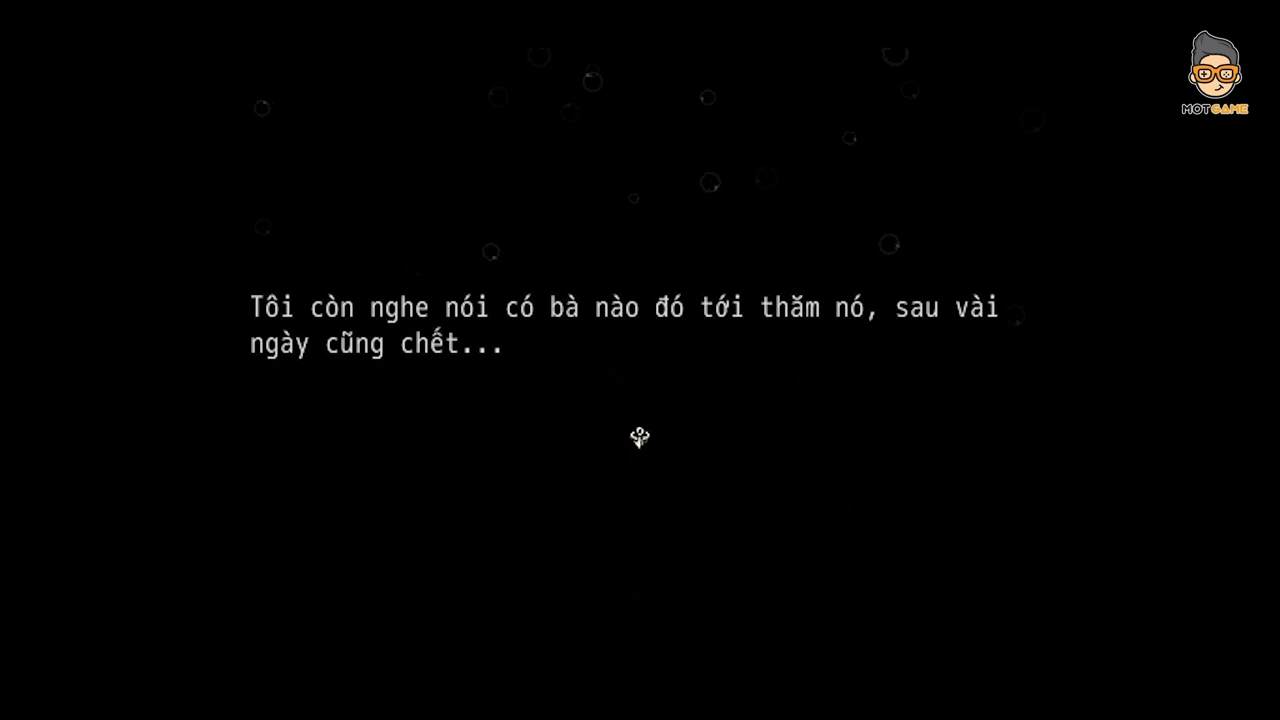 MOTGAME
Tôi còn nghe nói có bà nào đó tới thăm nó, sau vài
ngày cũng chết...